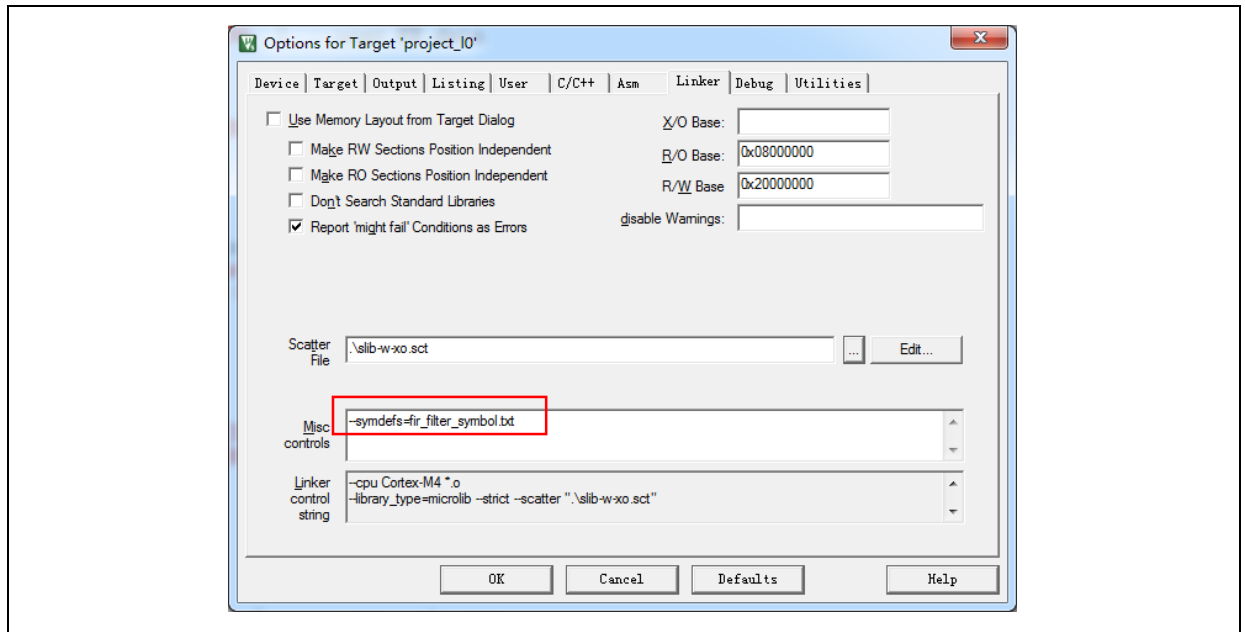 Options for Target 'project_l0'
Device Target Output Listing User C/C++ Asm Linker Debug Utilities
Use Memory Layout from Target Dialog
Make RW Sections Position Independent
Make RO Sections Position Independent
Don't Search Standard Libraries
Report 'might fail' Conditions as Errors
X/O Base:
R/O Base: 0x08000000
R/W Base 0x20000000
disable Warnings:
Scatter File .\slib-w-xo.sct ... Edit...
Misc controls --symdefs=fir_filter_symbol.txt
Linker control string --cpu Cortex-M4 *.o
--library_type=microlib --strict --scatter ".\slib-w-xo.sct"
OK Cancel Defaults Help